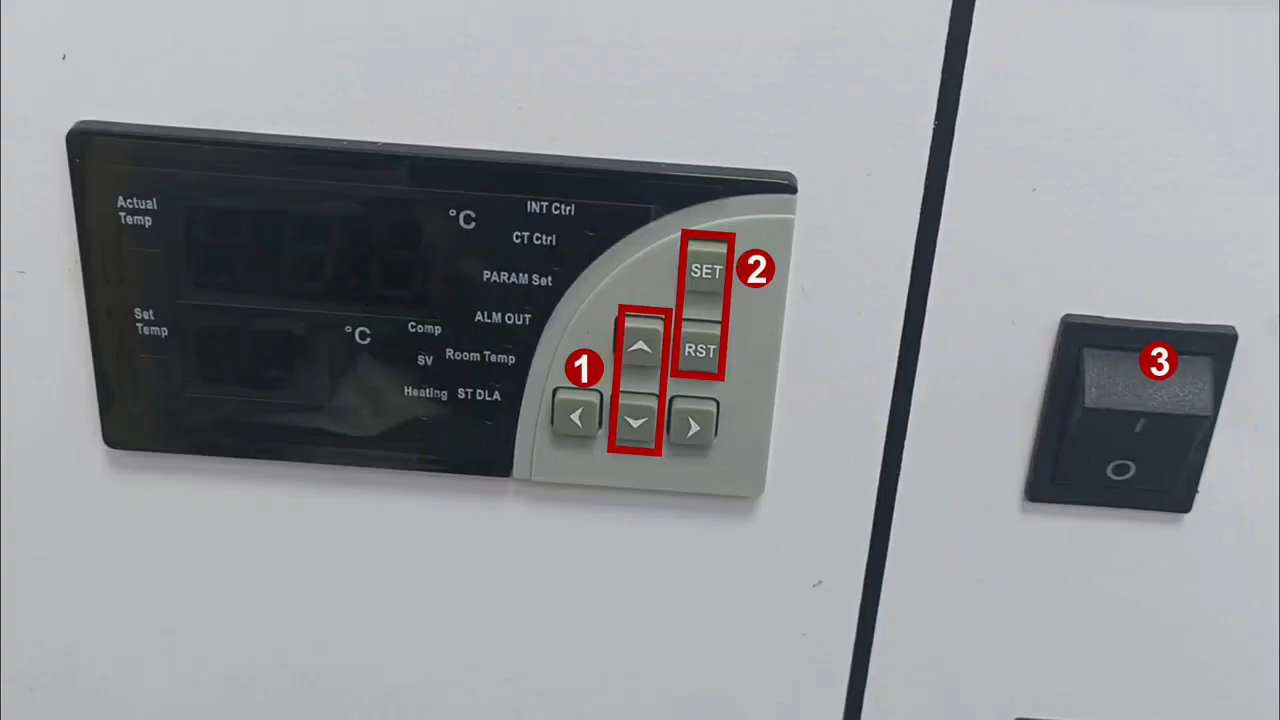 Actual
Temp
°C
INT Ctrl
CT Ctrl
PARAM Set
ALM OUT
Set
Temp
°C
Comp
SV
Room Temp
Heating
ST DLA
SET
RST
1
2
3